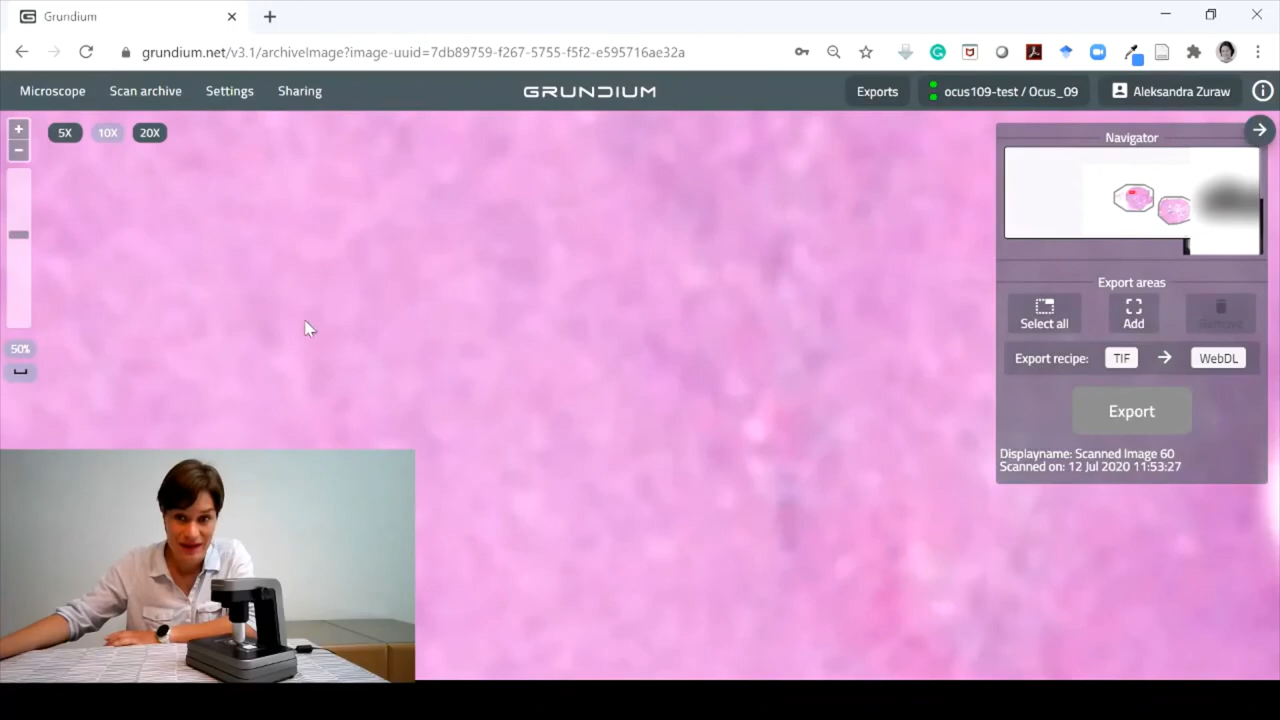 Grundium
grundium.net/v3.1/archiveImage?image-uuid=7db89759-f267-5755-f5f2-e595716ae32a
Microscope Scan archive Settings Sharing GRUNDIUM Exports ocus109-test / Ocus_09 Aleksandra Zuraw
+
5X 10X 20X
−
Navigator
Export areas
Select all Add Remove
50%
Export recipe: TIF → WebDL
Export
Displayname: Scanned Image 60
Scanned on: 12 Jul 2020 11:53:27